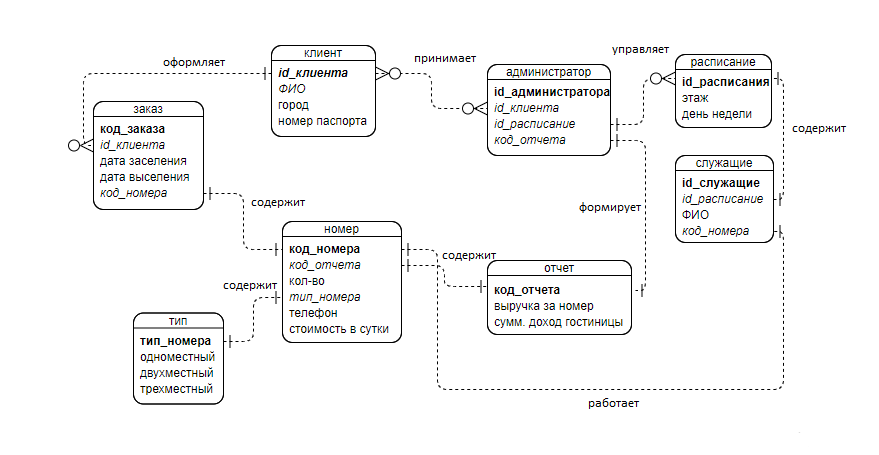 клиент
id_клиента
ФИО
город
номер паспорта
оформляет
принимает
управляет
администратор
id_администратора
id_клиента
id_расписание
код_отчета
расписание
id_расписания
этаж
день недели
содержит
заказ
код_заказа
id_клиента
дата заселения
дата выселения
код_номера
служащие
id_служащие
id_расписание
ФИО
код_номера
содержит
формирует
номер
код_номера
код_отчета
кол-во
тип_номера
телефон
стоимость в сутки
содержит
отчет
код_отчета
выручка за номер
сумм. доход гостиницы
содержит
тип
тип_номера
одноместный
двухместный
трехместный
работает